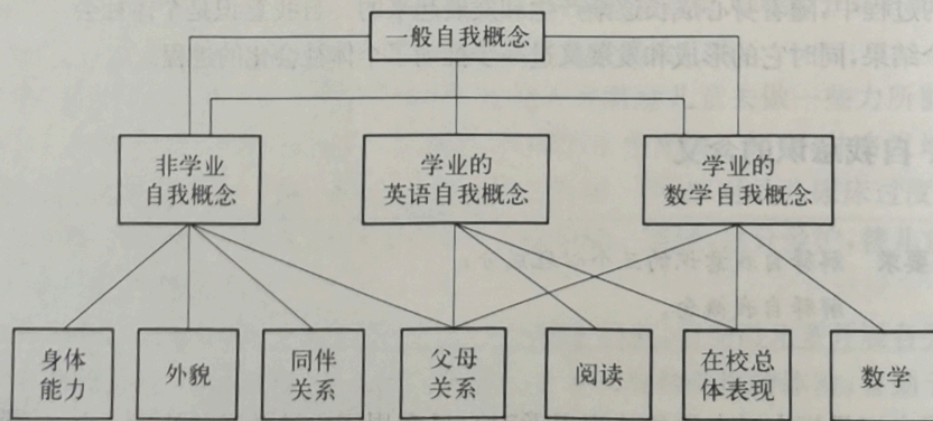 一般自我概念
非学业
自我概念
学业的
英语自我概念
学业的
数学自我概念
身体
能力
外貌
同伴
关系
父母
关系
阅读
在校总
体表现
数学